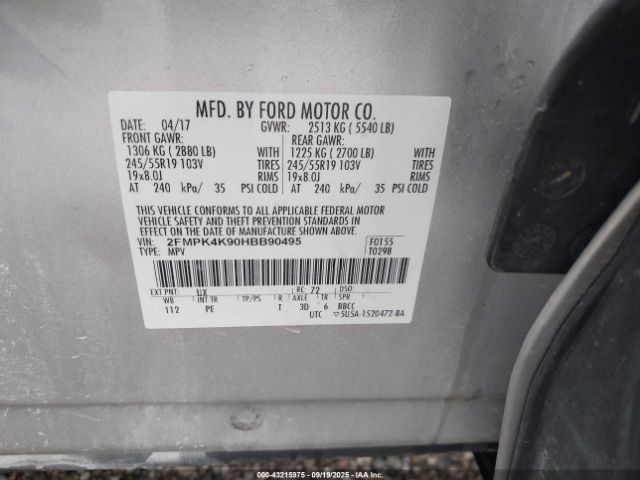 MFD. BY FORD MOTOR CO.
DATE: 04/17 GVWR: 2513 KG ( 5540 LB)
FRONT GAWR: REAR GAWR:
1306 KG ( 2880 LB) WITH 1225 KG ( 2700 LB) WITH
245/55R19 103V TIRES 245/55R19 103V TIRES
19x8.0J RIMS 19x8.0J RIMS
AT 240 kPa/ 35 PSI COLD AT 240 kPa/ 35 PSI COLD
THIS VEHICLE CONFORMS TO ALL APPLICABLE FEDERAL MOTOR
VEHICLE SAFETY AND THEFT PREVENTION STANDARDS IN
EFFECT ON THE DATE OF MANUFACTURE SHOWN ABOVE.
VIN: 2FMPK4K90HBB90495 F0155
TYPE: MPV T0298
EXT PNT: UX RC: 72 DSO:
WB INT TR TP/PS R AXLE TR SPR
112 PE T 3D 6 BBCC
UTC ▽5U5A-1520472-BA
000-43215975 - 09/19/2025 - IAAI.COM